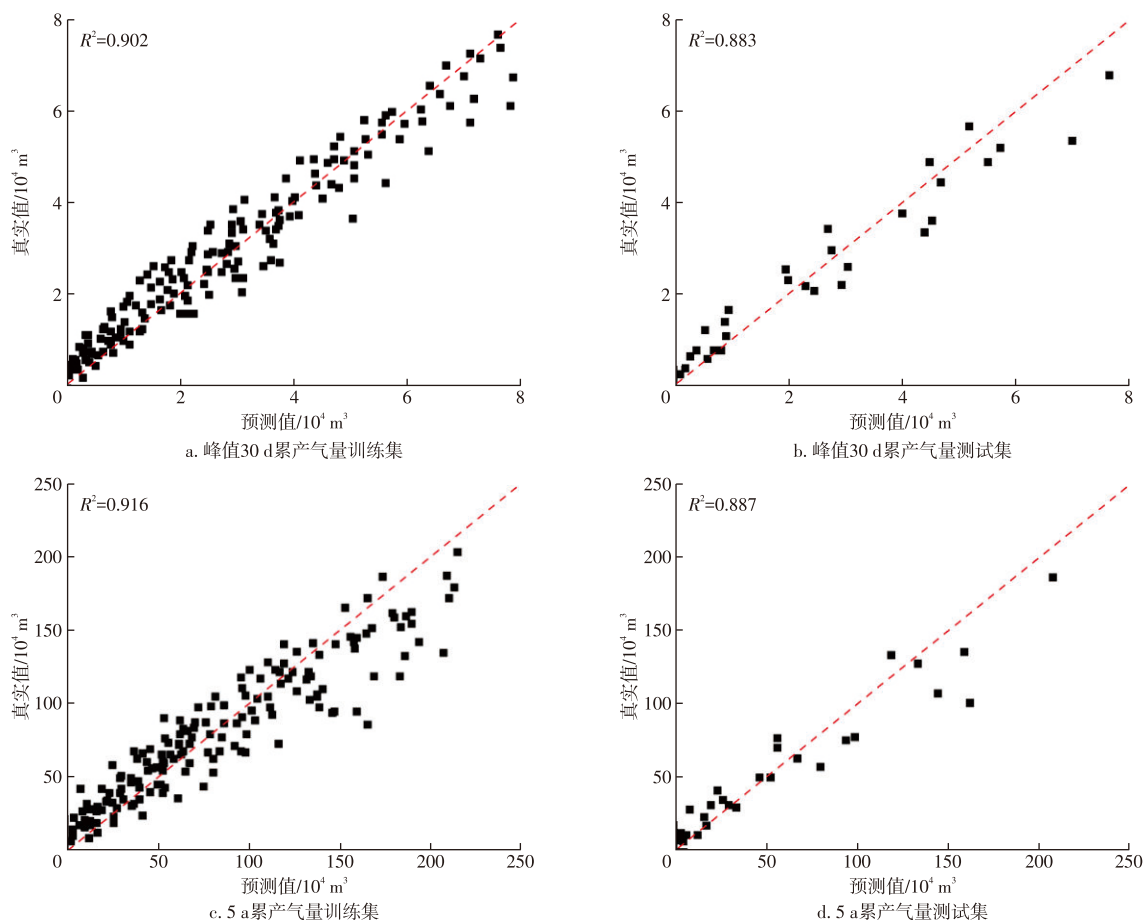 8
R²=0.902
6
真实值/10⁴ m³
4
2
0
2
4
6
8
预测值/10⁴ m³
a. 峰值30 d累产气量训练集
8
R²=0.883
6
真实值/10⁴ m³
4
2
0
2
4
6
8
预测值/10⁴ m³
b. 峰值30 d累产气量测试集
250
R²=0.916
200
真实值/10⁴ m³
150
100
50
0
50
100
150
200
250
预测值/10⁴ m³
c. 5 a累产气量训练集
250
R²=0.887
200
真实值/10⁴ m³
150
100
50
0
50
100
150
200
250
预测值/10⁴ m³
d. 5 a累产气量测试集